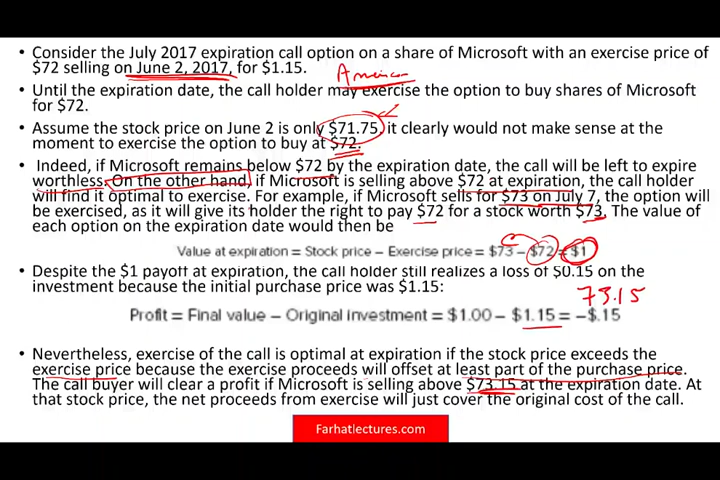 • Consider the July 2017 expiration call option on a share of Microsoft with an exercise price of
$72 selling on June 2, 2017, for $1.15.
American
• Until the expiration date, the call holder may exercise the option to buy shares of Microsoft
for $72.
• Assume the stock price on June 2 is only $71.75, it clearly would not make sense at the
moment to exercise the option to buy at $72.
• Indeed, if Microsoft remains below $72 by the expiration date, the call will be left to expire
worthless. On the other hand, if Microsoft is selling above $72 at expiration, the call holder
will find it optimal to exercise. For example, if Microsoft sells for $73 on July 7, the option will
be exercised, as it will give its holder the right to pay $72 for a stock worth $73. The value of
each option on the expiration date would then be
Value at expiration = Stock price – Exercise price = $73 – $72 = $1
• Despite the $1 payoff at expiration, the call holder still realizes a loss of $0.15 on the
investment because the initial purchase price was $1.15:
73.15
Profit = Final value – Original investment = $1.00 – $1.15 = –$.15
• Nevertheless, exercise of the call is optimal at expiration if the stock price exceeds the
exercise price because the exercise proceeds will offset at least part of the purchase price.
The call buyer will clear a profit if Microsoft is selling above $73.15 at the expiration date. At
that stock price, the net proceeds from exercise will just cover the original cost of the call.
Farhatlectures.com